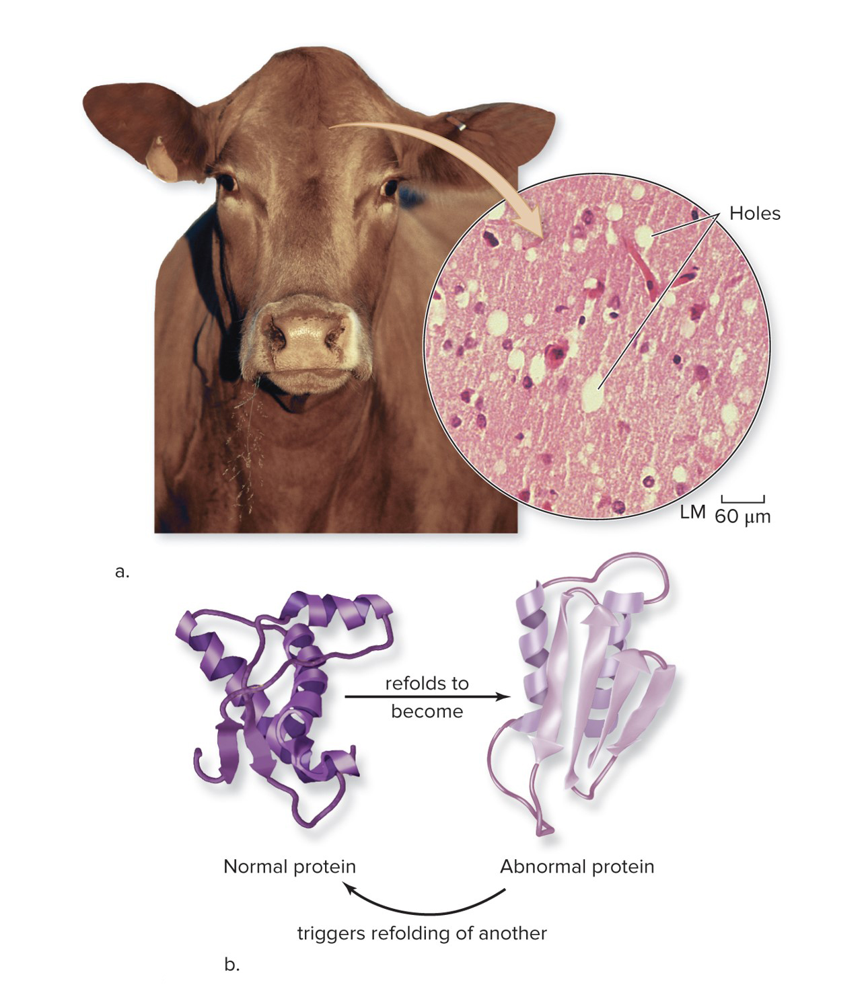 Holes
LM 60 μm
a.
refolds to
become
Normal protein
Abnormal protein
triggers refolding of another
b.